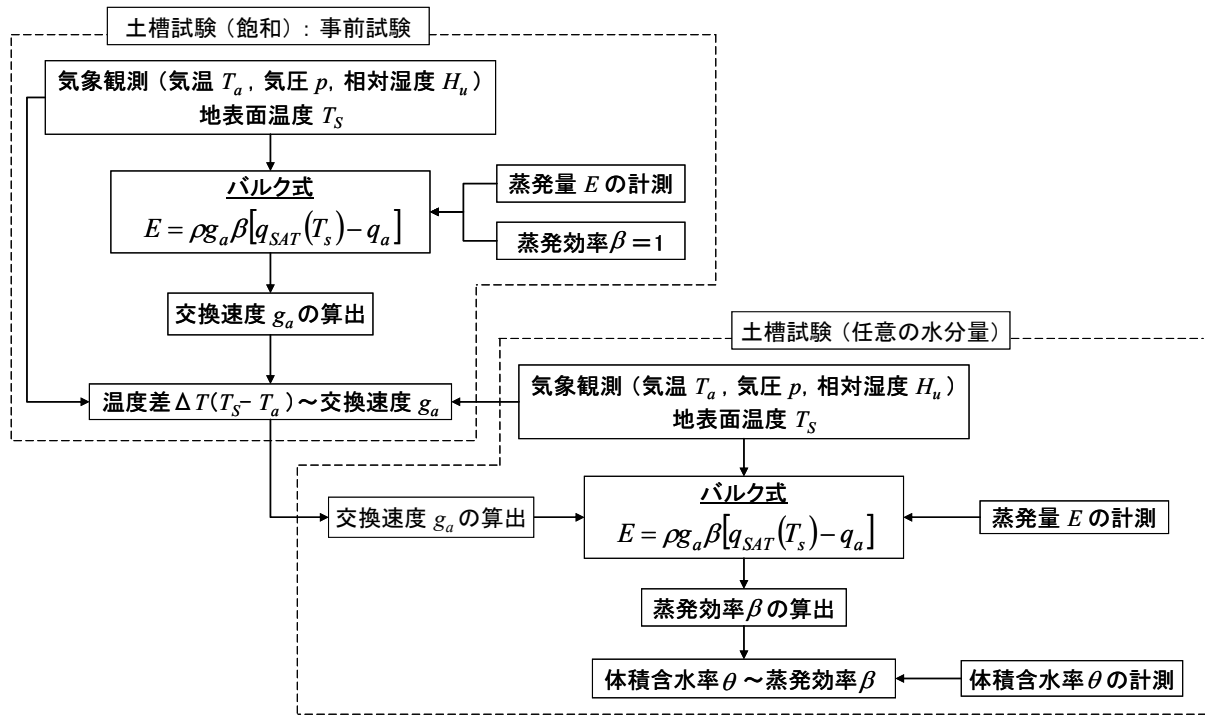 土槽試験（飽和）：事前試験
気象観測（気温 Ta，気圧 p，相対湿度 Hu）
地表面温度 TS
バルク式
E = ρgaβ[qSAT(Ts)−qa]
蒸発量 E の計測
蒸発効率β＝1
交換速度 ga の算出
温度差ΔT(TS− Ta)～交換速度 ga
土槽試験（任意の水分量）
気象観測（気温 Ta，気圧 p，相対湿度 Hu）
地表面温度 TS
交換速度 ga の算出
バルク式
E = ρgaβ[qSAT(Ts)−qa]
蒸発量 E の計測
蒸発効率βの算出
体積含水率θ～蒸発効率β
体積含水率θの計測